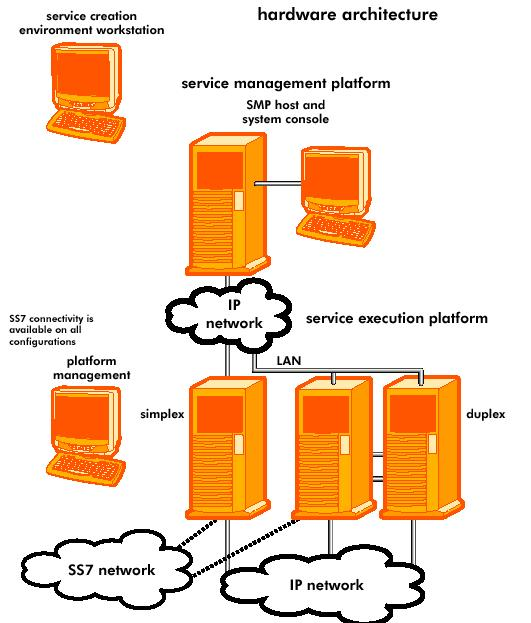 hardware architecture
service creation
environment workstation
service management platform
SMP host and
system console
IP
network
SS7 connectivity is
available on all
configurations
service execution platform
LAN
platform
management
simplex
duplex
SS7 network
IP network